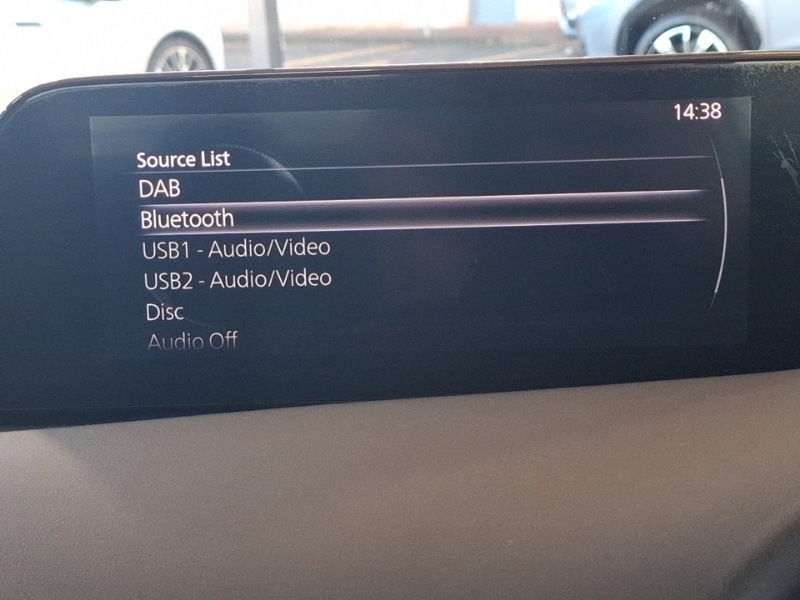 14:38
Source List
DAB
Bluetooth
USB1 - Audio/Video
USB2 - Audio/Video
Disc
Audio Off